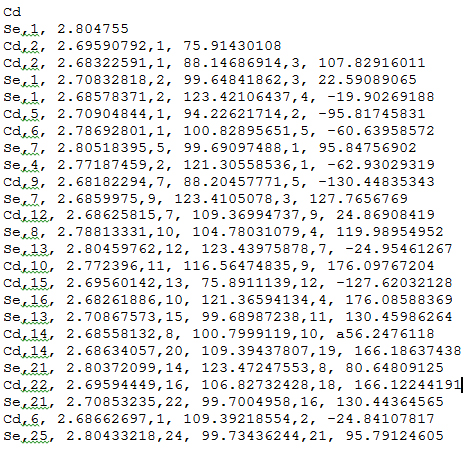 Cd
Se,1, 2.804755
Cd,2, 2.69590792,1, 75.91430108
Cd,2, 2.68322591,1, 88.14686914,3, 107.82916011
Se,1, 2.70832818,2, 99.64841862,3, 22.59089065
Se,1, 2.68578371,2, 123.42106437,4, -19.90269188
Cd,5, 2.70904844,1, 94.22621714,2, -95.81745831
Cd,6, 2.78692801,1, 100.82895651,5, -60.63958572
Se,7, 2.80518395,5, 99.69097488,1, 95.84756902
Se,4, 2.77187459,2, 121.30558536,1, -62.93029319
Cd,9, 2.68182294,7, 88.20457771,5, -130.44835343
Se,7, 2.6859975,9, 123.4105078,3, 127.7656769
Cd,12, 2.68625815,7, 109.36994737,9, 24.86908419
Se,8, 2.78813331,10, 104.78031079,4, 119.98954952
Se,13, 2.80459762,12, 123.43975878,7, -24.95461267
Cd,10, 2.772396,11, 116.56474835,9, 176.09767204
Cd,15, 2.69560142,13, 75.8911139,12, -127.62032128
Se,16, 2.68261886,10, 121.36594134,4, 176.08588369
Se,13, 2.70867573,15, 99.68987238,11, 130.45986264
Cd,14, 2.68558132,8, 100.7999119,10, a56.2476118
Cd,14, 2.68634057,20, 109.39437807,19, 166.18637438
Se,21, 2.80372099,14, 123.47247553,8, 80.64809125
Cd,22, 2.69594449,16, 106.82732428,18, 166.12244191
Se,21, 2.70853235,22, 99.7004958,16, 130.44364565
Cd,6, 2.68662697,1, 109.39218554,2, -24.84107817
Se,25, 2.80433218,24, 99.73436244,21, 95.79124605